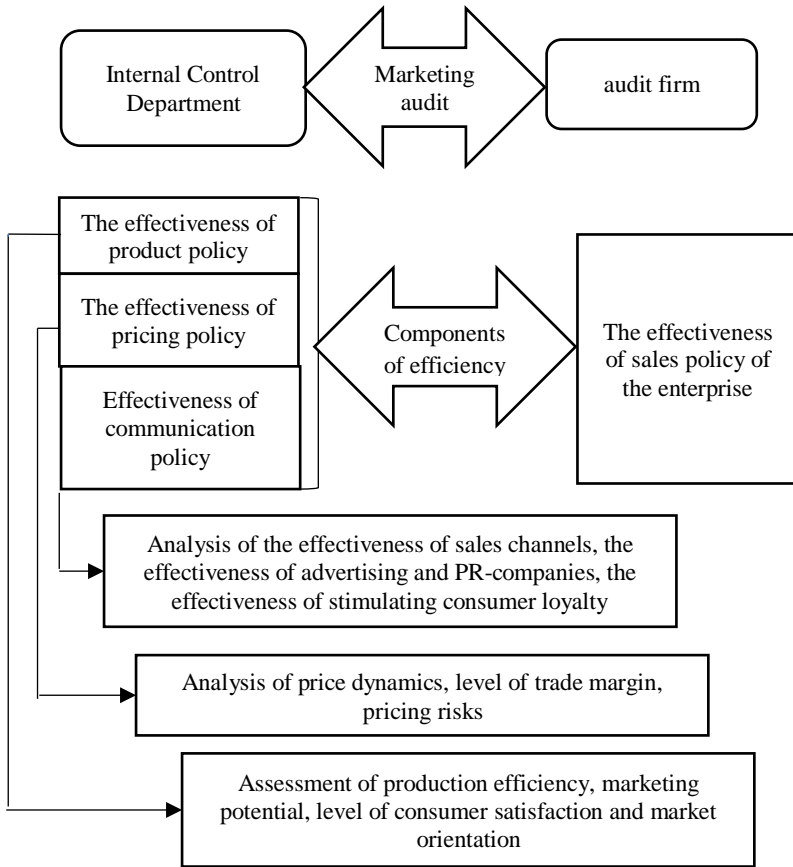 Internal Control
Department
Marketing
audit
audit firm
The effectiveness of
product policy
The effectiveness of
pricing policy
Effectiveness of
communication
policy
Components
of efficiency
The effectiveness
of sales policy of
the enterprise
Analysis of the effectiveness of sales channels, the
effectiveness of advertising and PR-companies, the
effectiveness of stimulating consumer loyalty
Analysis of price dynamics, level of trade margin,
pricing risks
Assessment of production efficiency, marketing
potential, level of consumer satisfaction and market
orientation